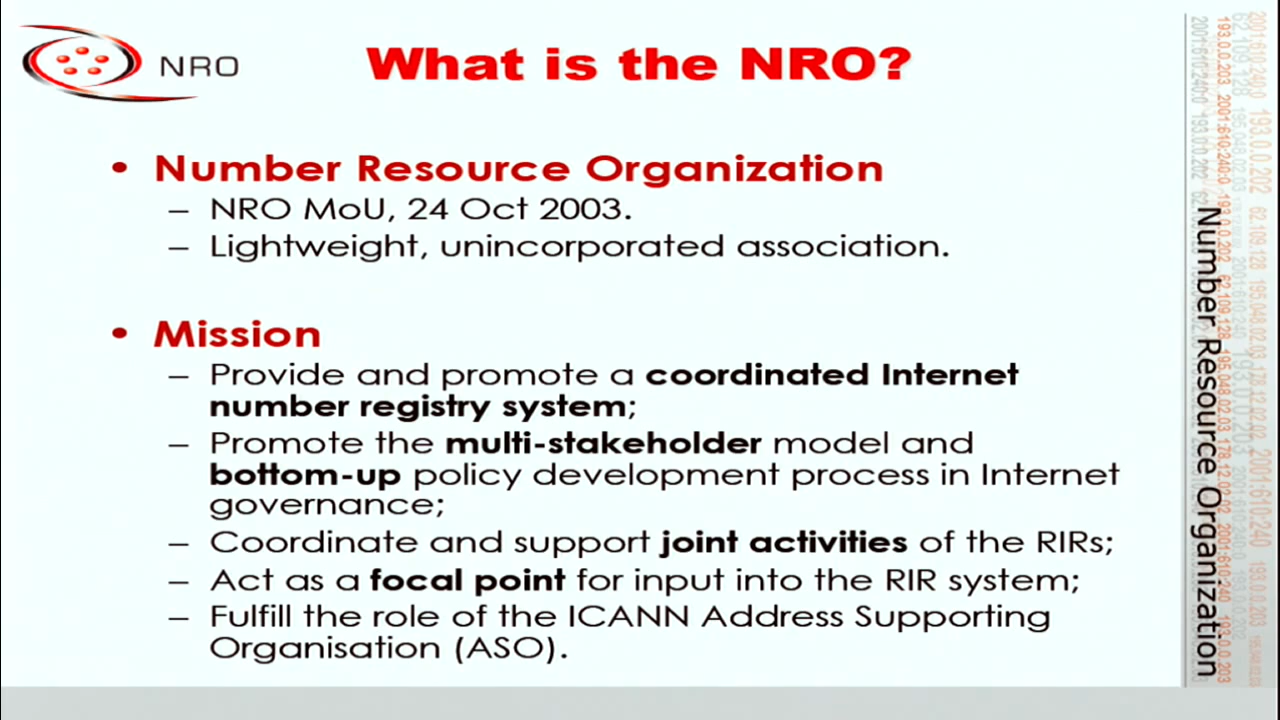 NRO
What is the NRO?
• Number Resource Organization
– NRO MoU, 24 Oct 2003.
– Lightweight, unincorporated association.
• Mission
– Provide and promote a coordinated Internet
number registry system;
– Promote the multi-stakeholder model and
bottom-up policy development process in Internet
governance;
– Coordinate and support joint activities of the RIRs;
– Act as a focal point for input into the RIR system;
– Fulfill the role of the ICANN Address Supporting
Organisation (ASO).
Number Resource Organization